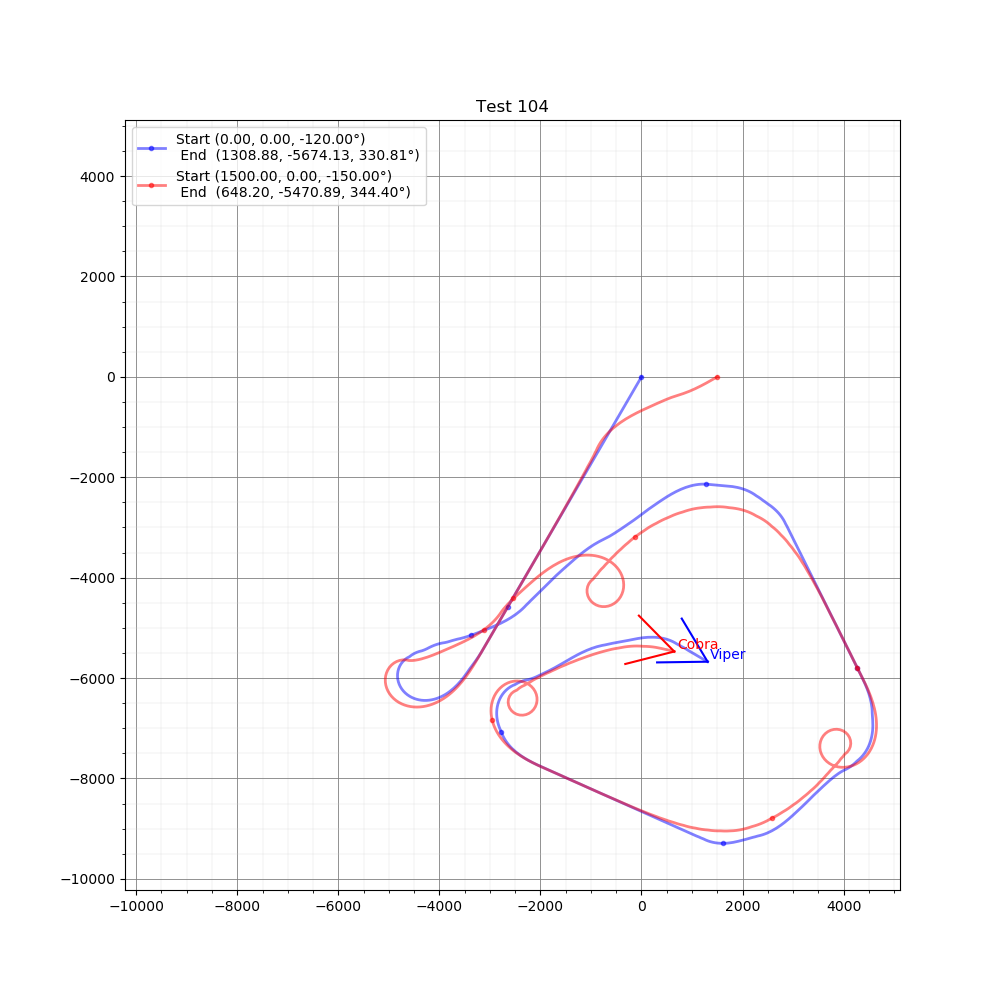 Test 104
Start (0.00, 0.00, -120.00°)
End (1308.88, -5674.13, 330.81°)
Start (1500.00, 0.00, -150.00°)
End (648.20, -5470.89, 344.40°)
4000
2000
0
−2000
−4000
−6000
−8000
−10000
Cobra
Viper
−10000 −8000 −6000 −4000 −2000 0 2000 4000